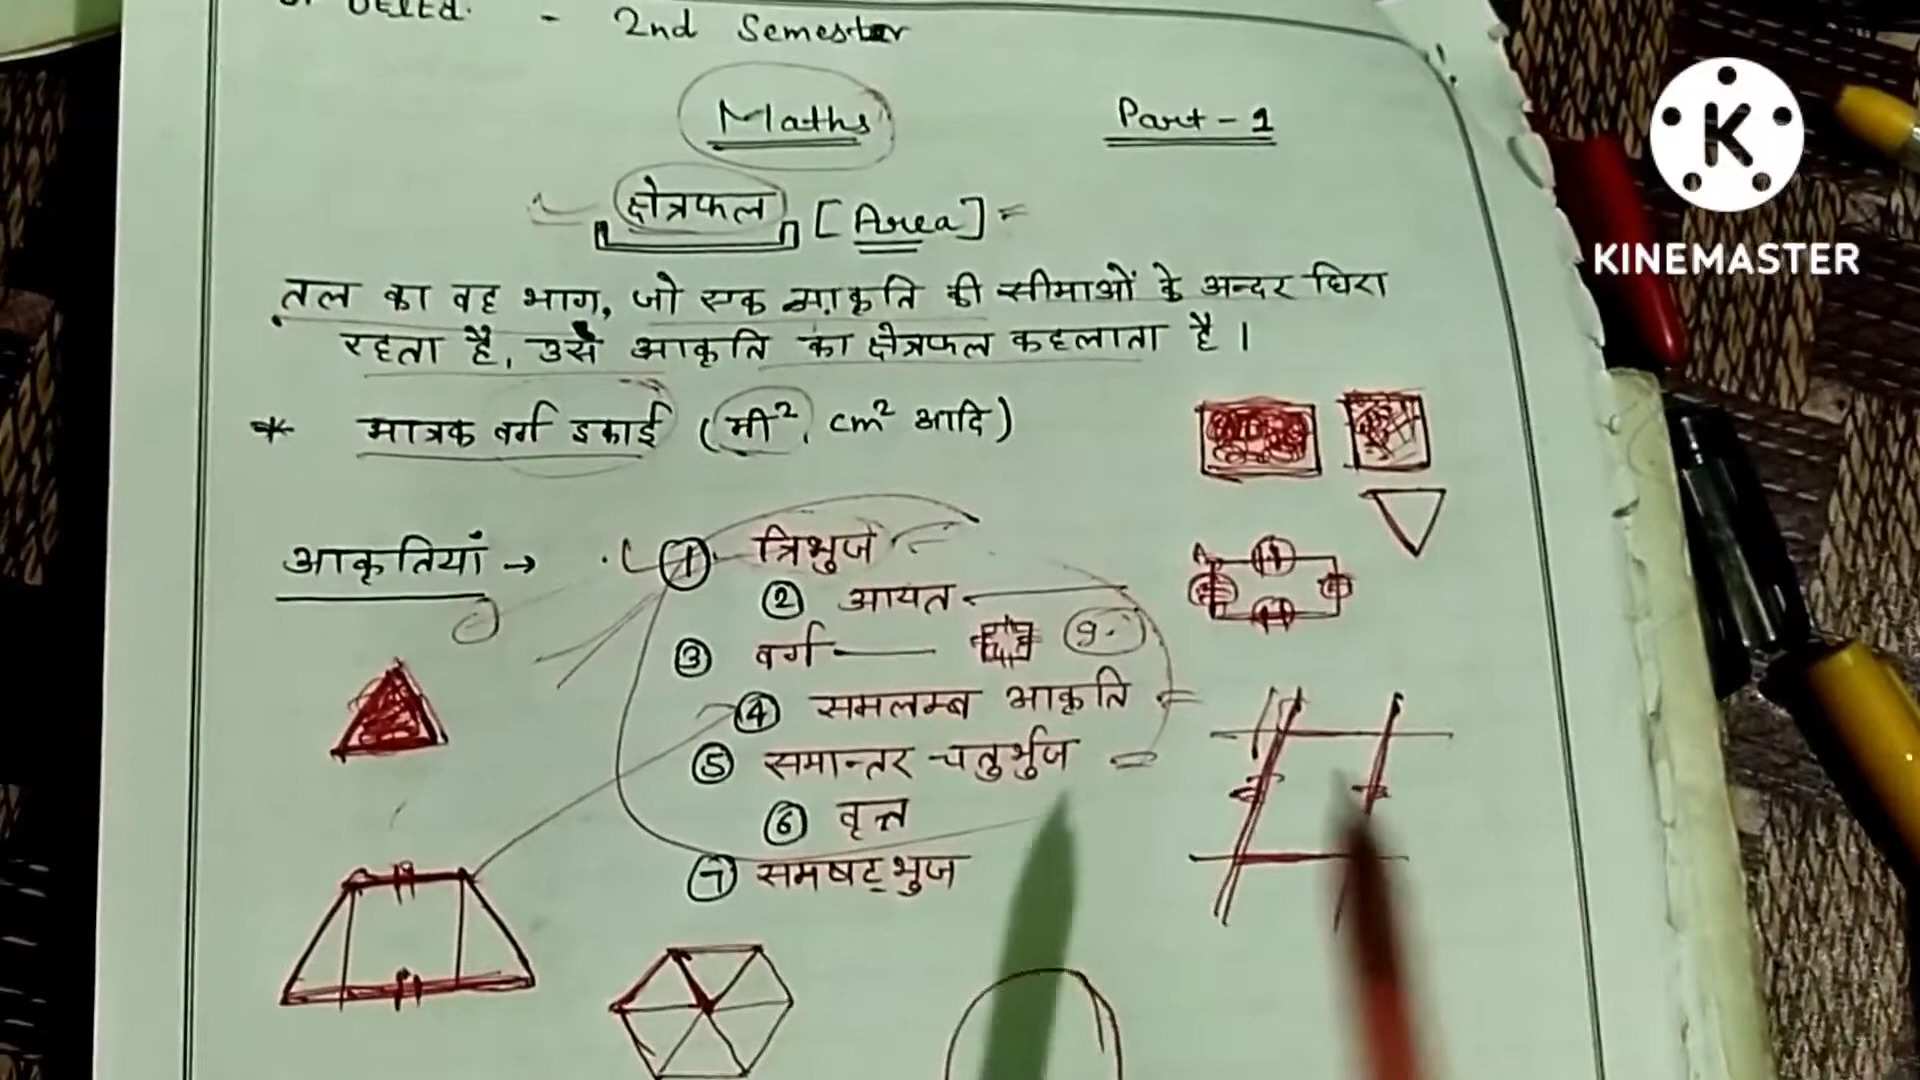 2nd Semester
Maths
Part - 1
क्षेत्रफल [Area] =
तल का वह भाग, जो एक आकृति की सीमाओं के अन्दर घिरा
रहता है, उसे आकृति का क्षेत्रफल कहलाता है ।
* मात्रक वर्ग इकाई (मी², cm² आदि)
आकृतियां → ① त्रिभुज
② आयत
③ वर्ग
④ समलम्ब आकृति
⑤ समान्तर चतुर्भुज
⑥ वृत्त
⑦ समषट्भुज
A
K
KINEMASTER